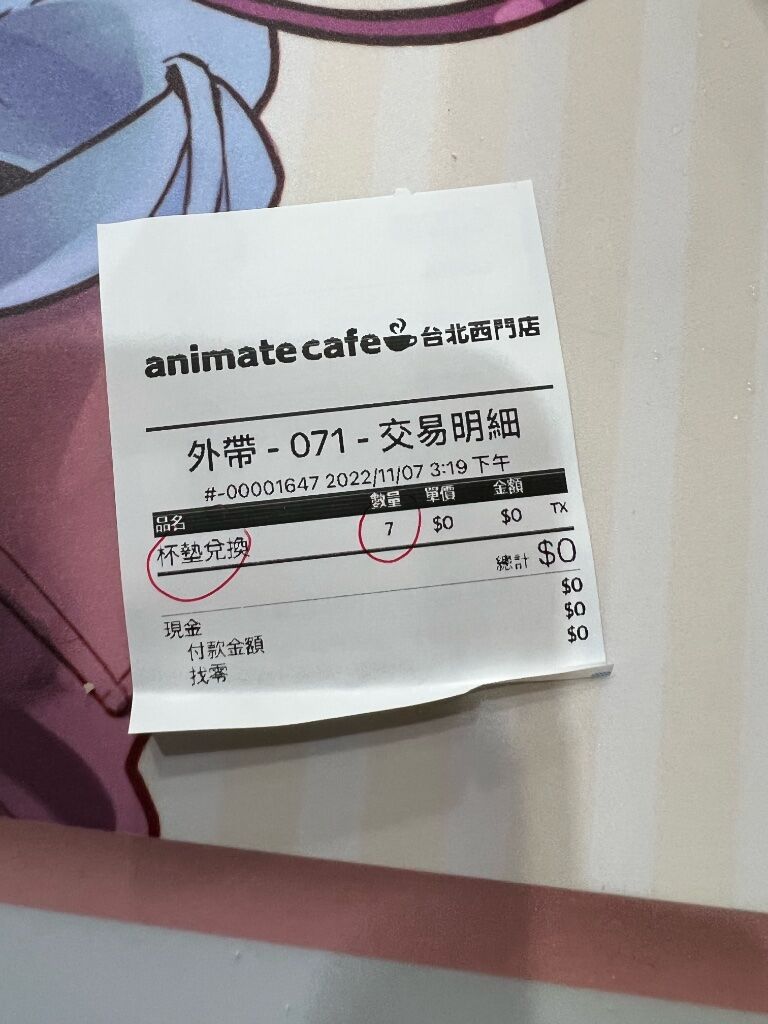 animate cafe 台北西門店
外帶 - 071 - 交易明細
#-00001647 2022/11/07 3:19 下午
品名 數量 單價 金額
杯墊兌換 7 $0 $0 TX
總計 $0
$0
現金 $0
付款金額 $0
找零